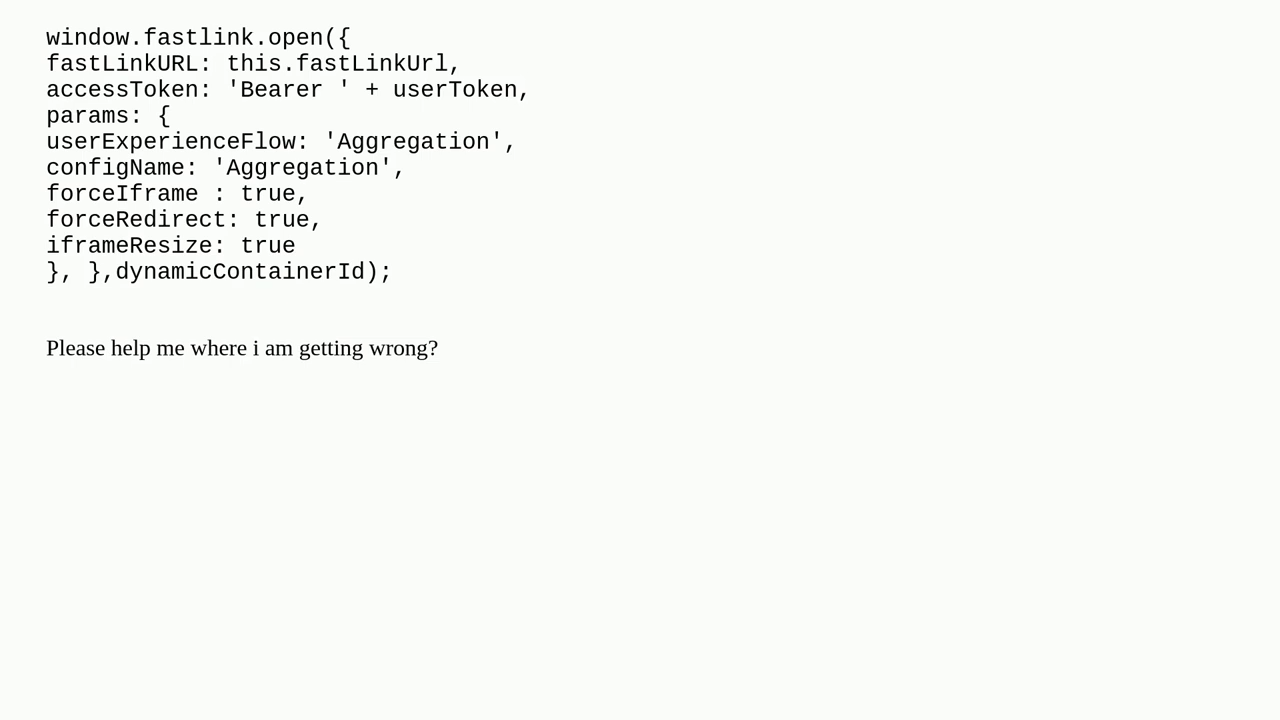 window.fastlink.open({
fastLinkURL: this.fastLinkUrl,
accessToken: 'Bearer ' + userToken,
params: {
userExperienceFlow: 'Aggregation',
configName: 'Aggregation',
forceIframe : true,
forceRedirect: true,
iframeResize: true
}, },dynamicContainerId);
Please help me where i am getting wrong?